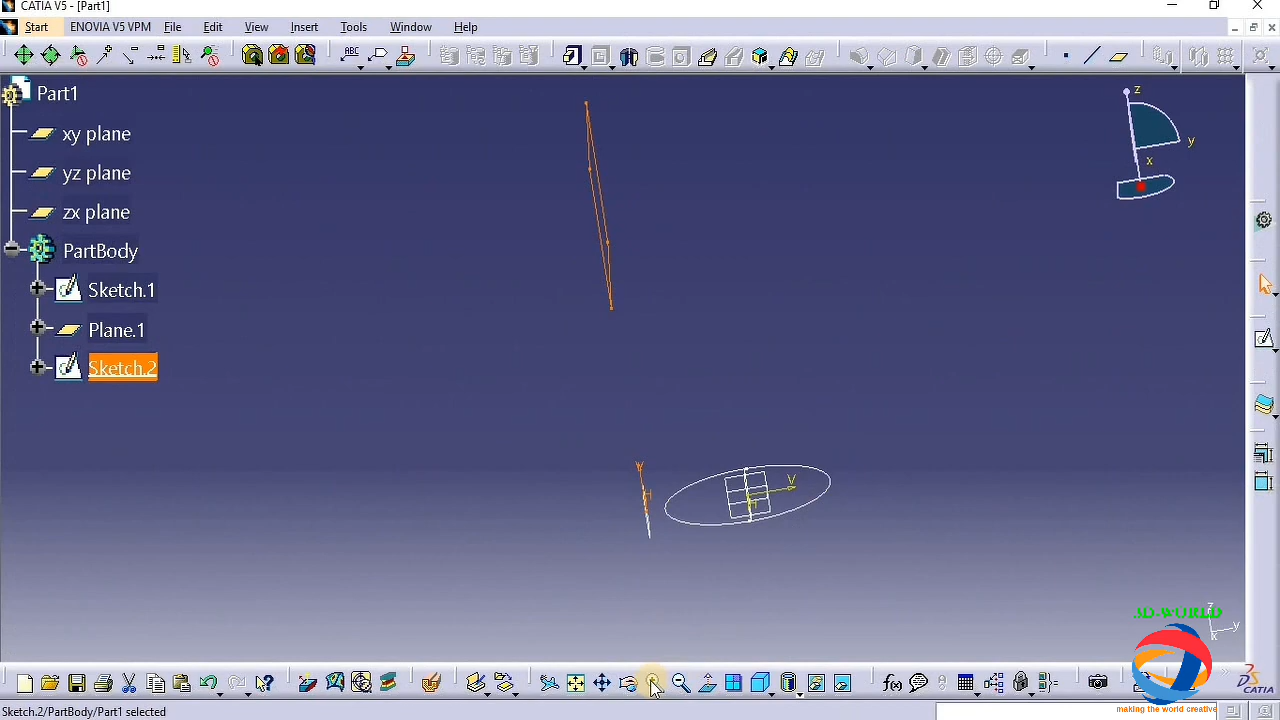 CATIA V5 - [Part1]
Start ENOVIA V5 VPM File Edit View Insert Tools Window Help
ABC
Part1
xy plane
yz plane
zx plane
PartBody
Sketch.1
Plane.1
Sketch.2
z
y
x
V
H
V
H
z
y
x
3D-WORLD
making the world creative
CATIA
f(x)
Sketch.2/PartBody/Part1 selected